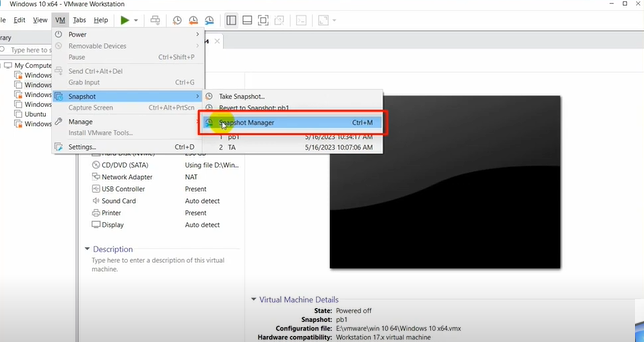 Windows 10 x64 - VMware Workstation
le Edit View VM Tabs Help
rary
Type here to
My Compute
Windows
Windows
Windows
Windows
Ubuntu
Windows
Power
Removable Devices
Pause Ctrl+Shift+P
Send Ctrl+Alt+Del
Grab Input Ctrl+G
Snapshot
Capture Screen Ctrl+Alt+PrtScn
Manage
Install VMware Tools...
Settings... Ctrl+D
4
Take Snapshot...
Revert to Snapshot: pb1
Snapshot Manager Ctrl+M
1 pb1 5/16/2023 10:34:17 AM
2 TA 5/16/2023 10:07:06 AM
Hard Disk (NVMe) 250 GB
CD/DVD (SATA) Using file D:\Win...
Network Adapter NAT
USB Controller Present
Sound Card Auto detect
Printer Present
Display Auto detect
Description
Type here to enter a description of this virtual
machine.
Virtual Machine Details
State: Powered off
Snapshot: pb1
Configuration file: E:\vmware\win 10 64\Windows 10 x64.vmx
Hardware compatibility: Workstation 17.x virtual machine